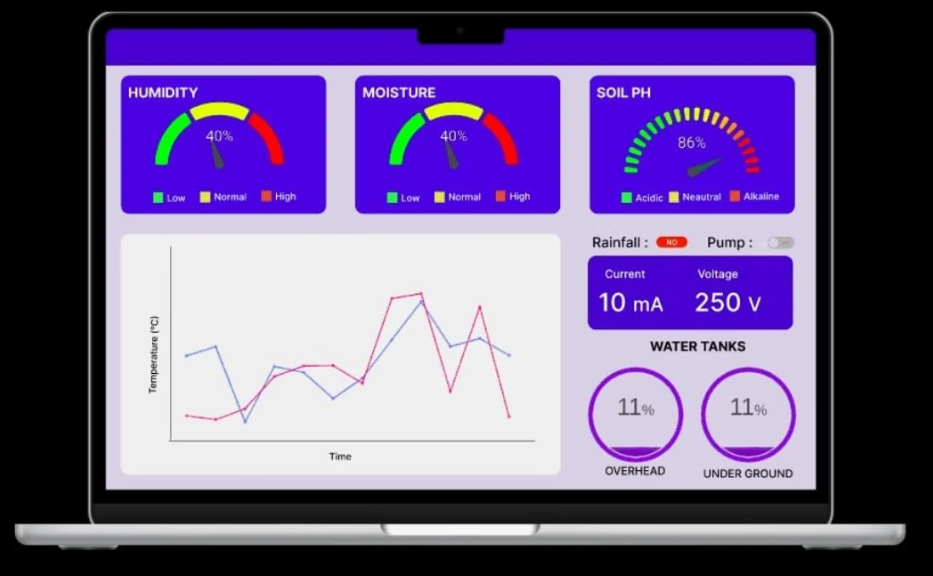 HUMIDITY
40%
Low Normal High
MOISTURE
40%
Low Normal High
SOIL PH
86%
Acidic Neautral Alkaline
Rainfall : NO Pump :
Current Voltage
10 mA 250 V
WATER TANKS
11% 11%
OVERHEAD UNDER GROUND
Temperature (°C)
Time